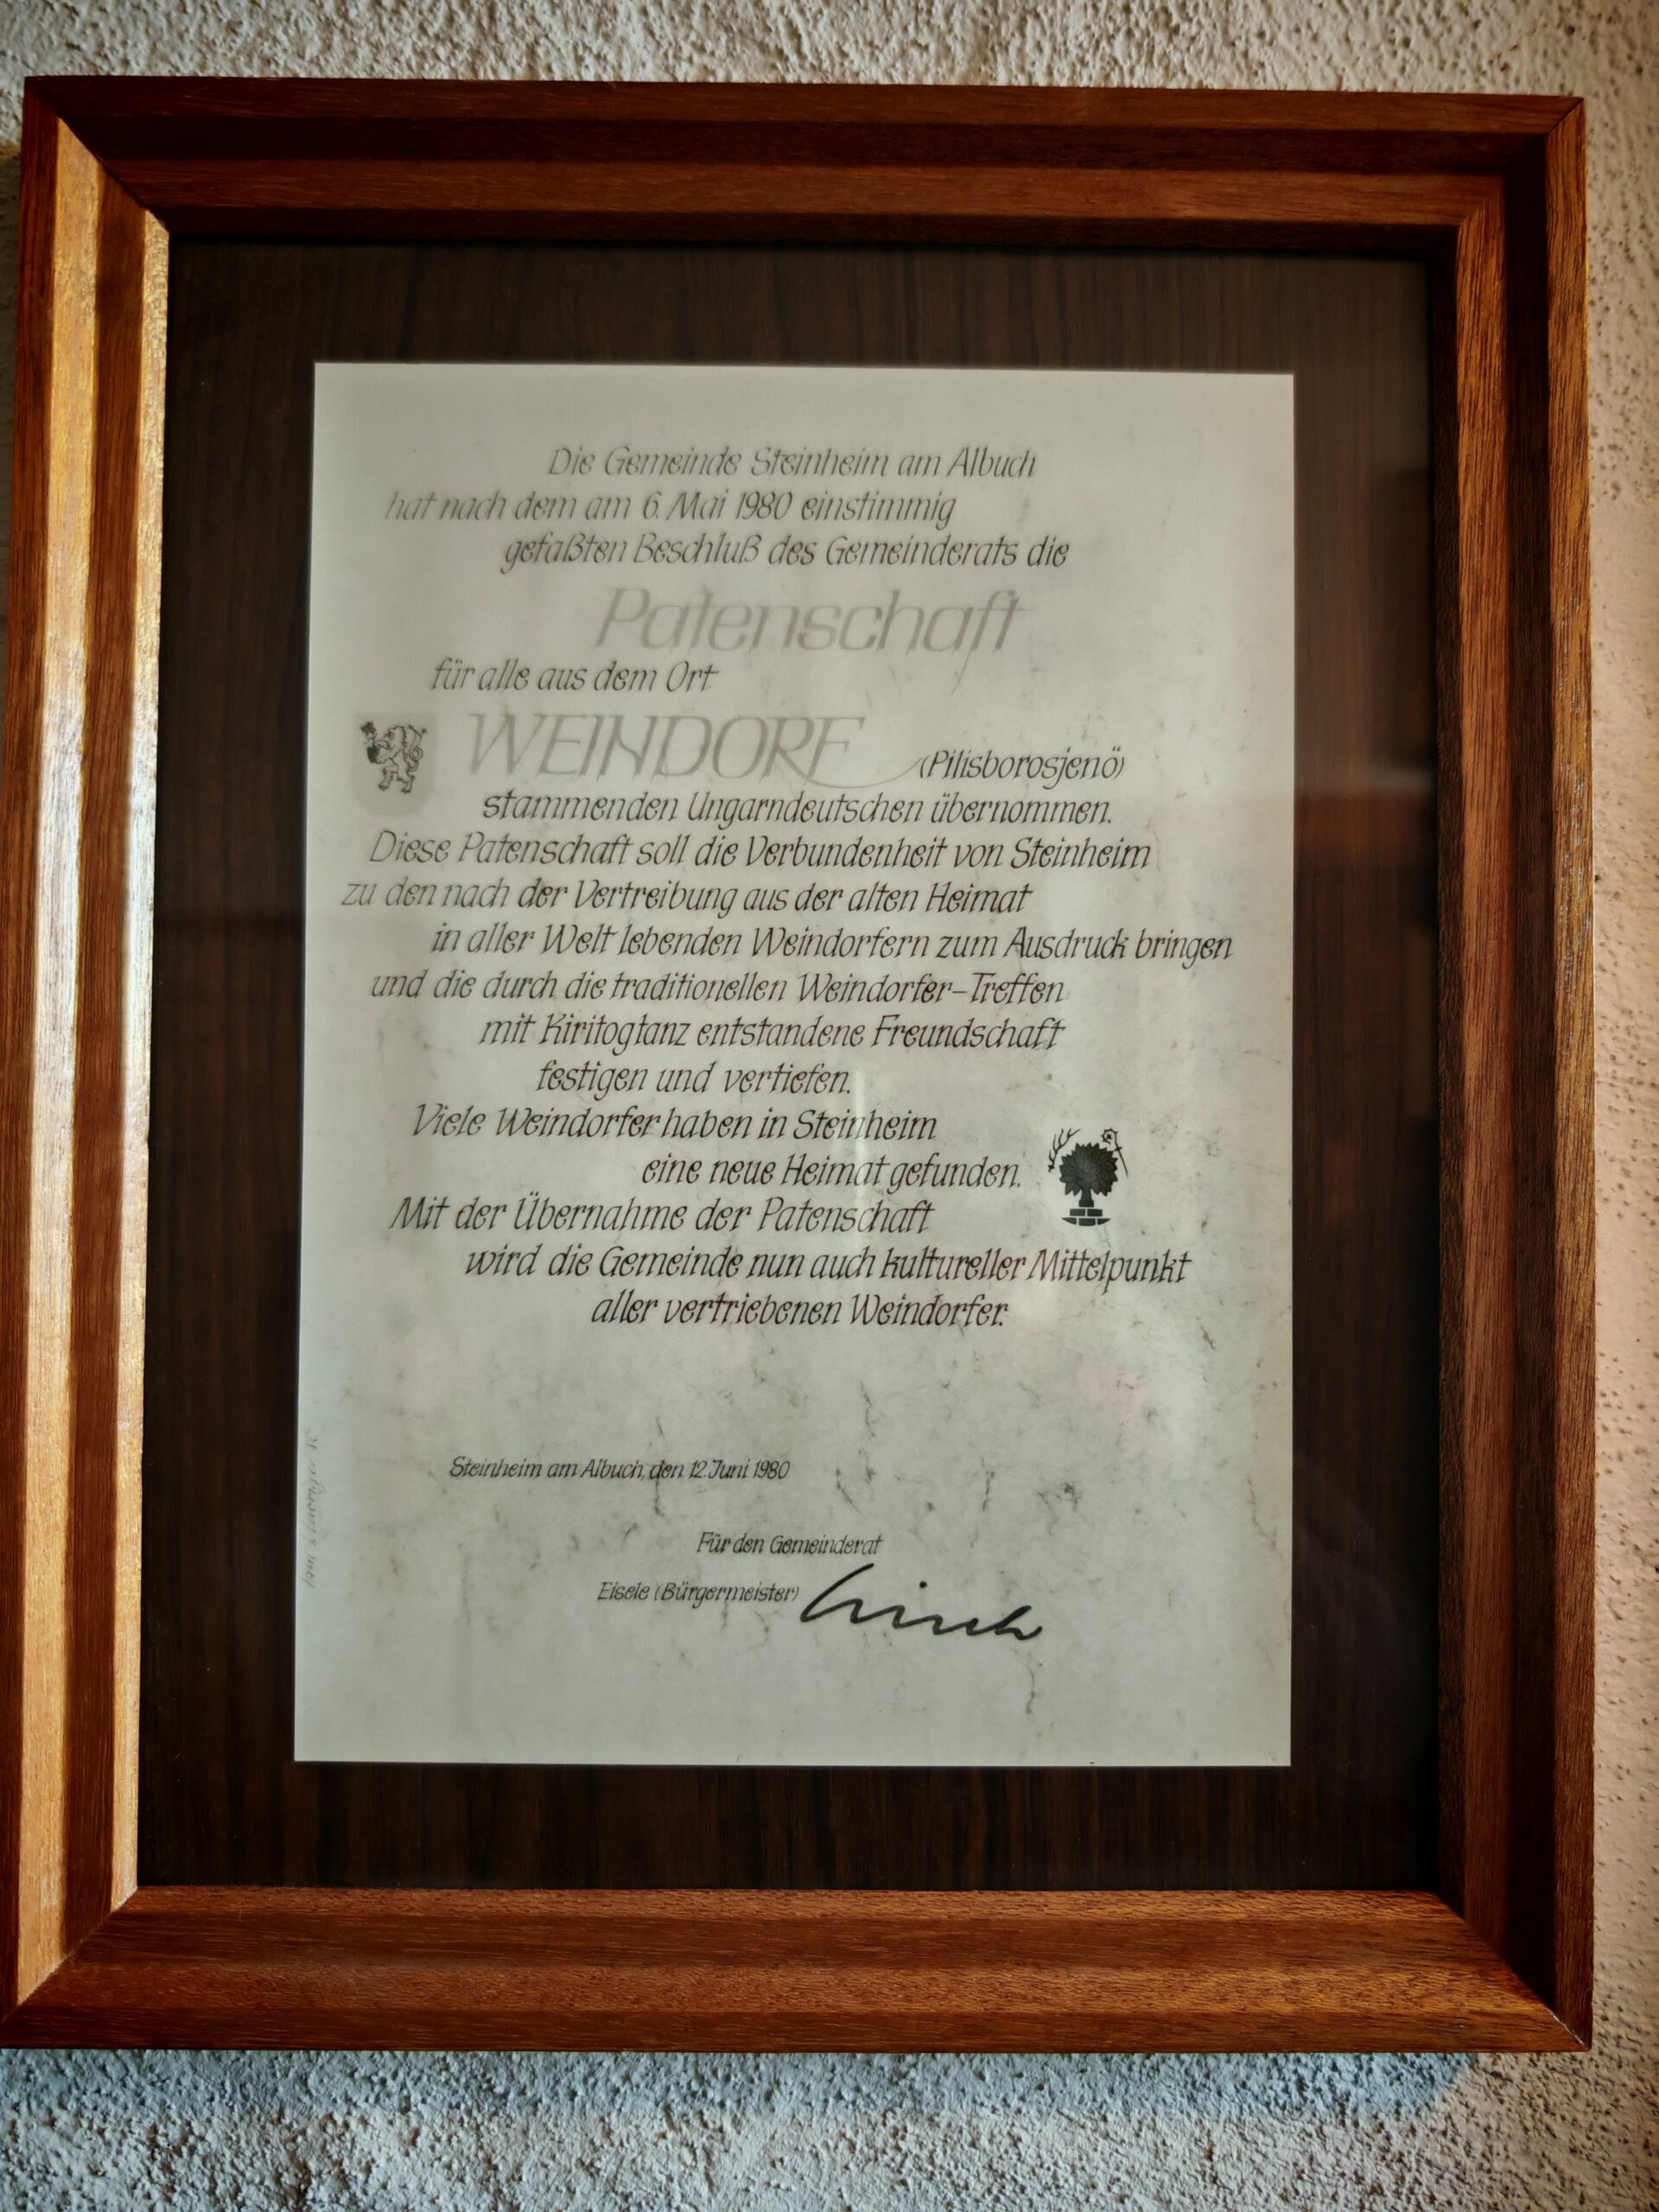 Die Gemeinde Steinheim am Albuch
hat nach dem am 6. Mai 1980 einstimmig
gefaßten Beschluß des Gemeinderats die
Patenschaft
für alle aus dem Ort
WEINDORF (Pilisborosjenö)
stammenden Ungarndeutschen übernommen.
Diese Patenschaft soll die Verbundenheit von Steinheim
zu den nach der Vertreibung aus der alten Heimat
in aller Welt lebenden Weindorfern zum Ausdruck bringen
und die durch die traditionellen Weindorfer-Treffen
mit Kiritogtanz entstandene Freundschaft
festigen und vertiefen.
Viele Weindorfer haben in Steinheim
eine neue Heimat gefunden.
Mit der Übernahme der Patenschaft
wird die Gemeinde nun auch kultureller Mittelpunkt
aller vertriebenen Weindorfer.
Steinheim am Albuch, den 12. Juni 1980
Für den Gemeinderat
Eisele (Bürgermeister)